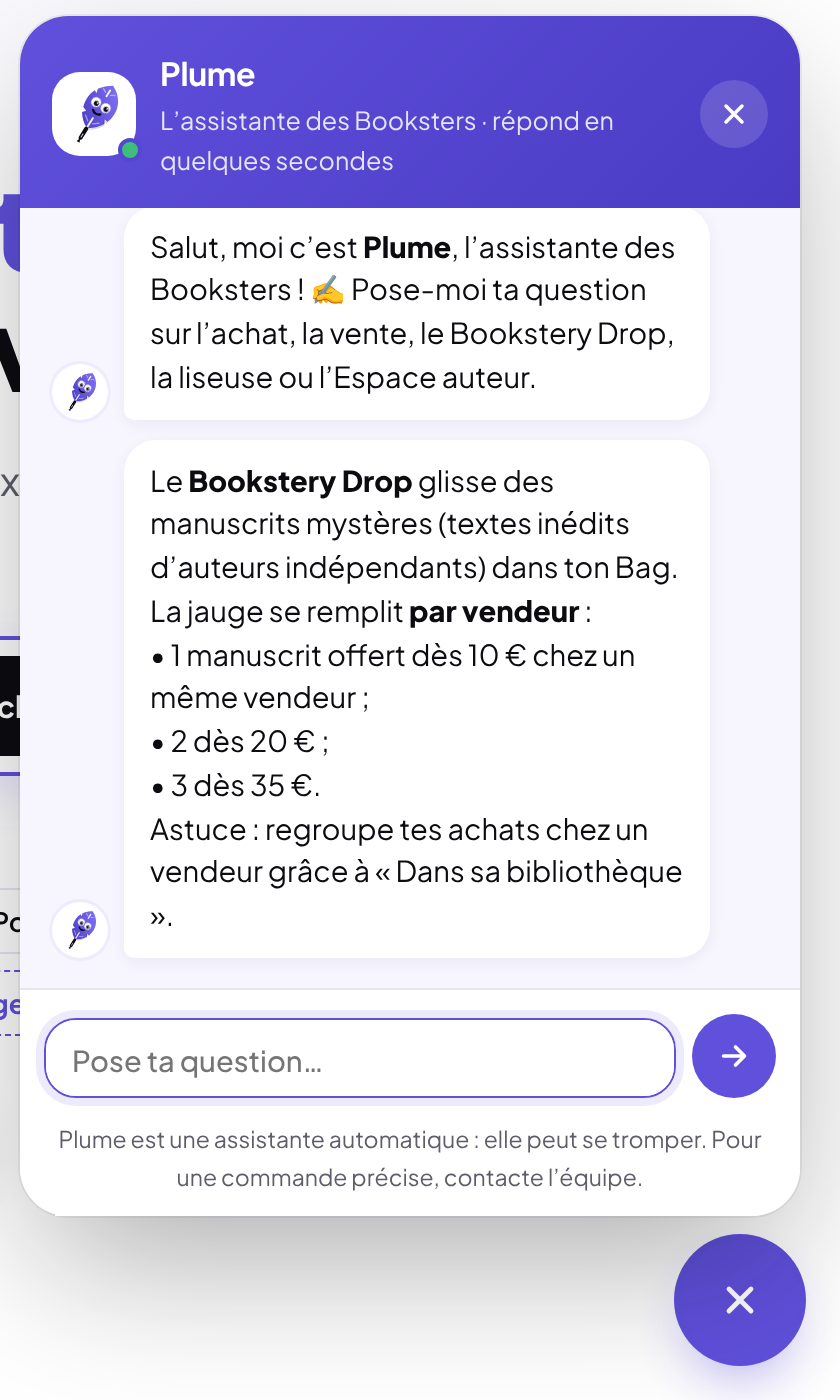 Plume
L’assistante des Booksters · répond en
quelques secondes
Salut, moi c’est Plume, l’assistante des
Booksters ! ✍️ Pose-moi ta question
sur l’achat, la vente, le Bookstery Drop,
la liseuse ou l’Espace auteur.
Le Bookstery Drop glisse des
manuscrits mystères (textes inédits
d’auteurs indépendants) dans ton Bag.
La jauge se remplit par vendeur :
• 1 manuscrit offert dès 10 € chez un
même vendeur ;
• 2 dès 20 € ;
• 3 dès 35 €.
Astuce : regroupe tes achats chez un
vendeur grâce à « Dans sa bibliothèque
».
Pose ta question…
Plume est une assistante automatique : elle peut se tromper. Pour
une commande précise, contacte l’équipe.